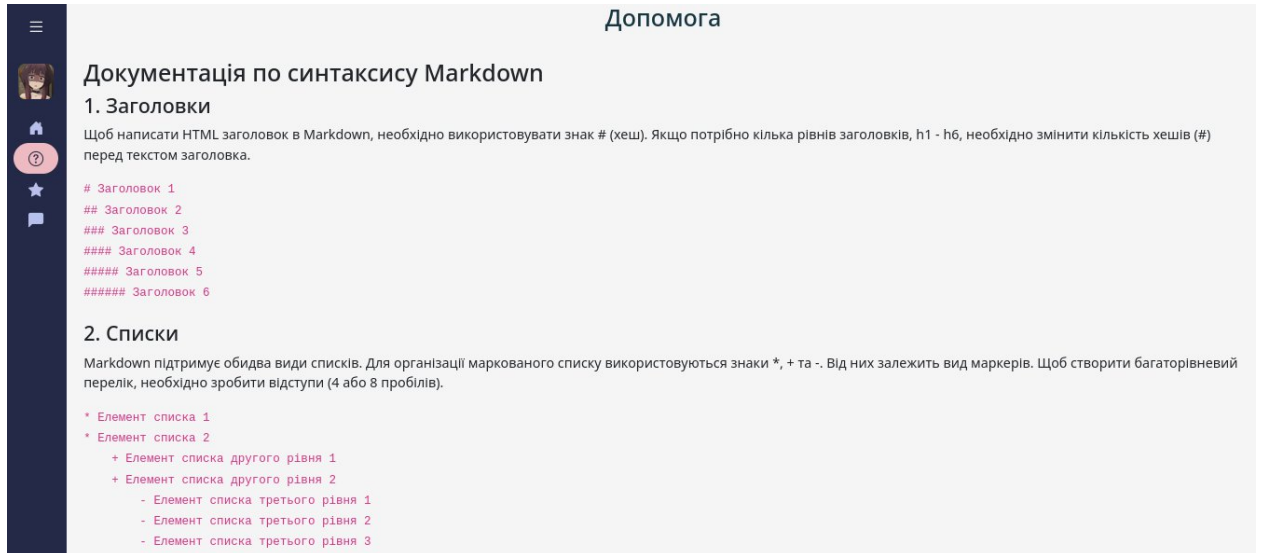 Допомога
Документація по синтаксису Markdown
1. Заголовки
Щоб написати HTML заголовок в Markdown, необхідно використовувати знак # (хеш). Якщо потрібно кілька рівнів заголовків, h1 - h6, необхідно змінити кількість хешів (#)
перед текстом заголовка.
# Заголовок 1
## Заголовок 2
### Заголовок 3
#### Заголовок 4
##### Заголовок 5
###### Заголовок 6
2. Списки
Markdown підтримує обидва види списків. Для організації маркованого списку використовуються знаки *, + та -. Від них залежить вид маркерів. Щоб створити багаторівневий
перелік, необхідно зробити відступи (4 або 8 пробілів).
* Елемент списка 1
* Елемент списка 2
    + Елемент списка другого рівня 1
    + Елемент списка другого рівня 2
        - Елемент списка третього рівня 1
        - Елемент списка третього рівня 2
        - Елемент списка третього рівня 3